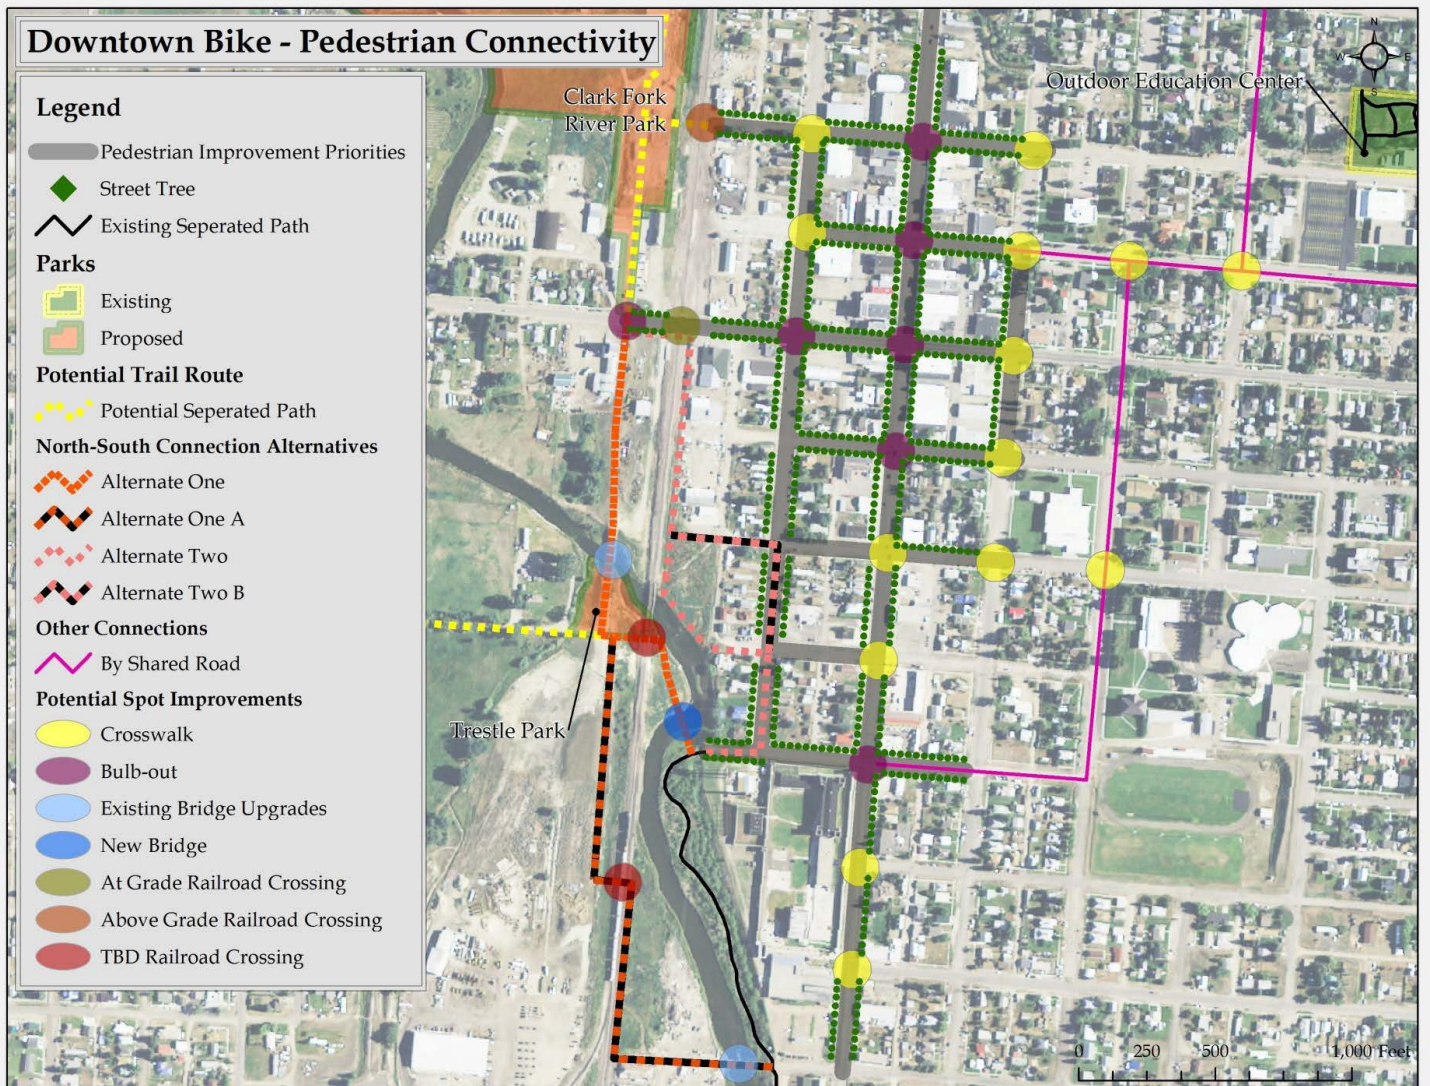 Downtown Bike - Pedestrian Connectivity
Legend
Pedestrian Improvement Priorities
Street Tree
Existing Seperated Path
Parks
Existing
Proposed
Potential Trail Route
Potential Seperated Path
North-South Connection Alternatives
Alternate One
Alternate One A
Alternate Two
Alternate Two B
Other Connections
By Shared Road
Potential Spot Improvements
Crosswalk
Bulb-out
Existing Bridge Upgrades
New Bridge
At Grade Railroad Crossing
Above Grade Railroad Crossing
TBD Railroad Crossing
Clark Fork
River Park
Outdoor Education Center
N
W E
S
Trestle Park
0 250 500 1,000 Feet